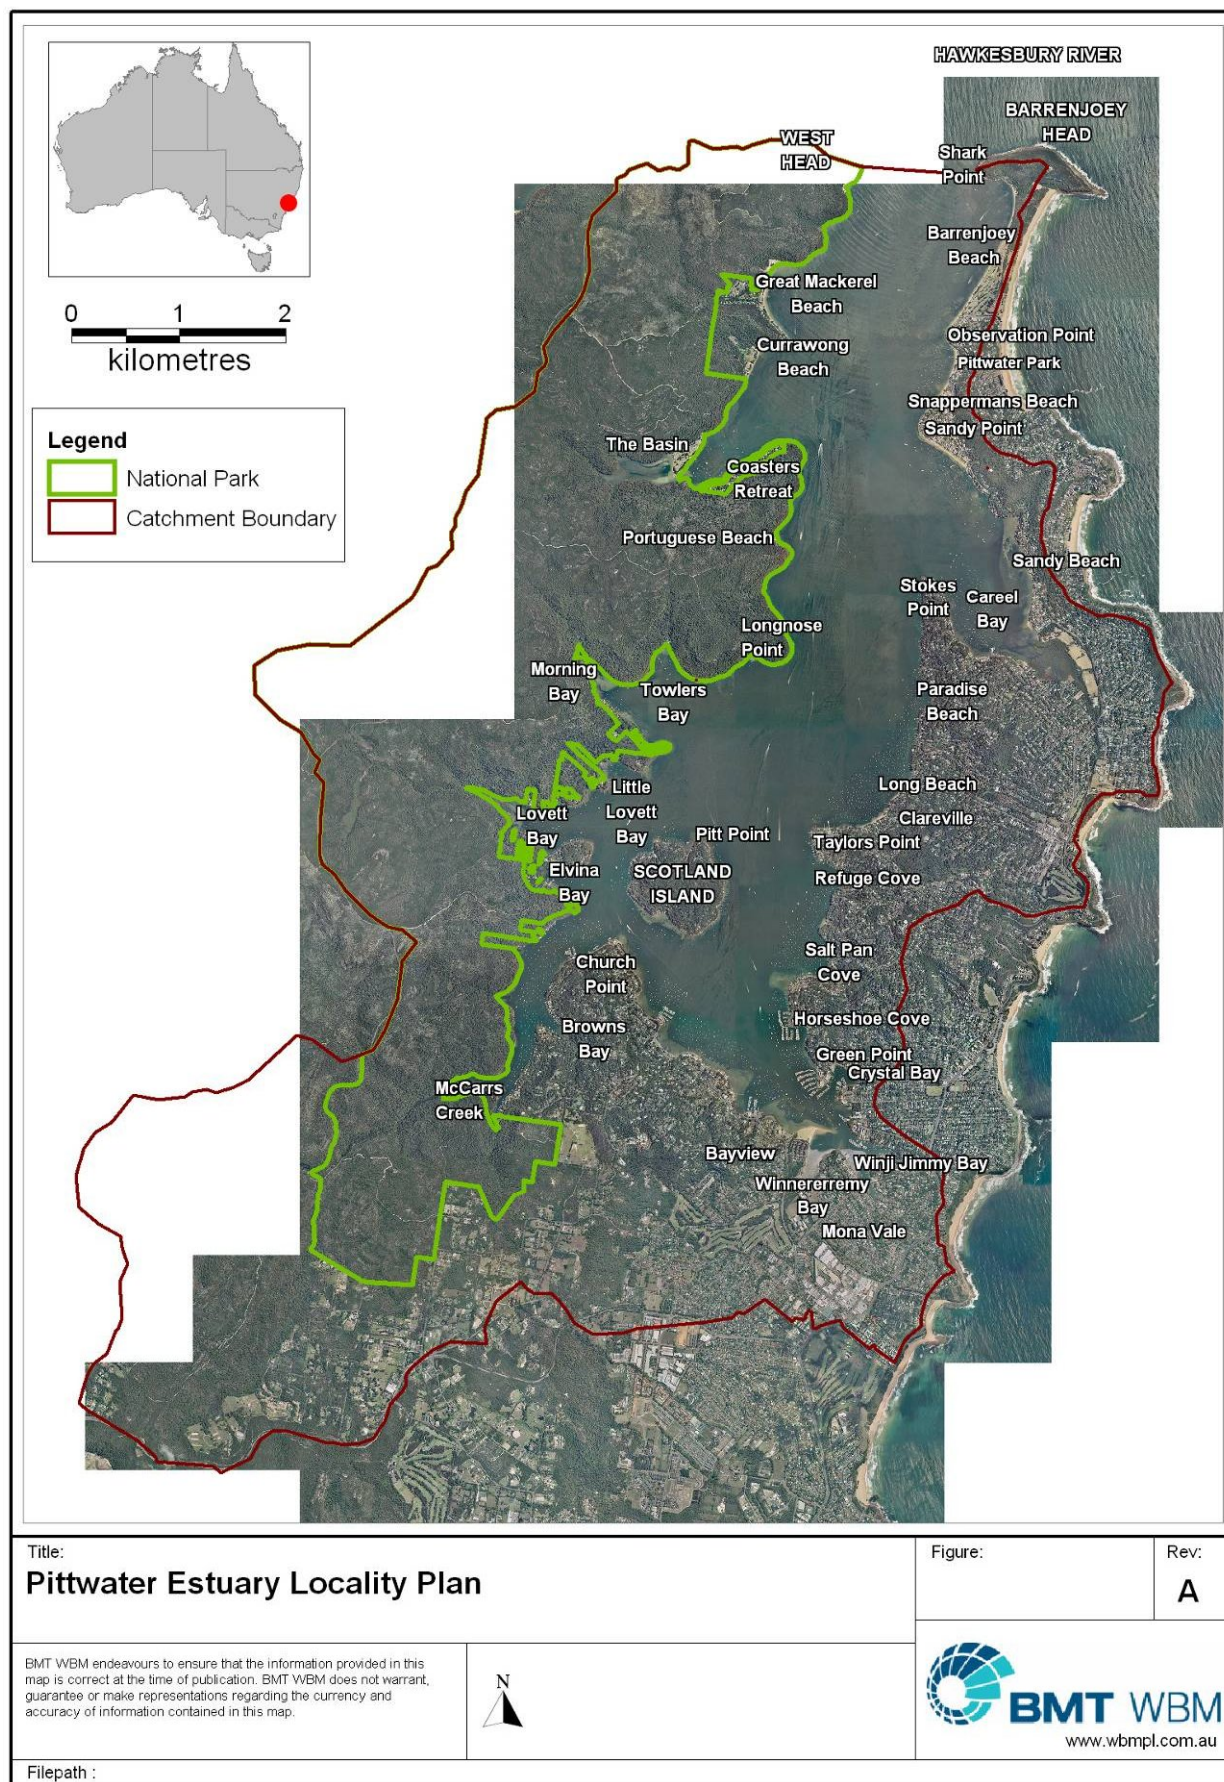 HAWKESBURY RIVER
BARRENJOEY
HEAD
WEST
HEAD
Shark
Point
Barrenjoey
Beach
0 1 2
kilometres
Great Mackerel
Beach
Observation Point
Currawong
Beach
Pittwater Park
Snappermans Beach
Sandy Point
Legend
National Park
Catchment Boundary
The Basin
Coasters
Retreat
Portuguese Beach
Sandy Beach
Stokes
Point
Careel
Bay
Longnose
Point
Morning
Bay
Towlers
Bay
Paradise
Beach
Long Beach
Little
Lovett
Bay
Lovett
Bay
Clareville
Pitt Point
Taylors Point
Elvina
Bay
SCOTLAND
ISLAND
Refuge Cove
Salt Pan
Cove
Church
Point
Horseshoe Cove
Browns
Bay
Green Point
Crystal Bay
McCarrs
Creek
Bayview
Winji Jimmy Bay
Winnererremy
Bay
Mona Vale
Title:
Pittwater Estuary Locality Plan
Figure:
Rev:
A
BMT WBM endeavours to ensure that the information provided in this
map is correct at the time of publication. BMT WBM does not warrant,
guarantee or make representations regarding the currency and
accuracy of information contained in this map.
N
BMT WBM
www.wbmpl.com.au
Filepath :